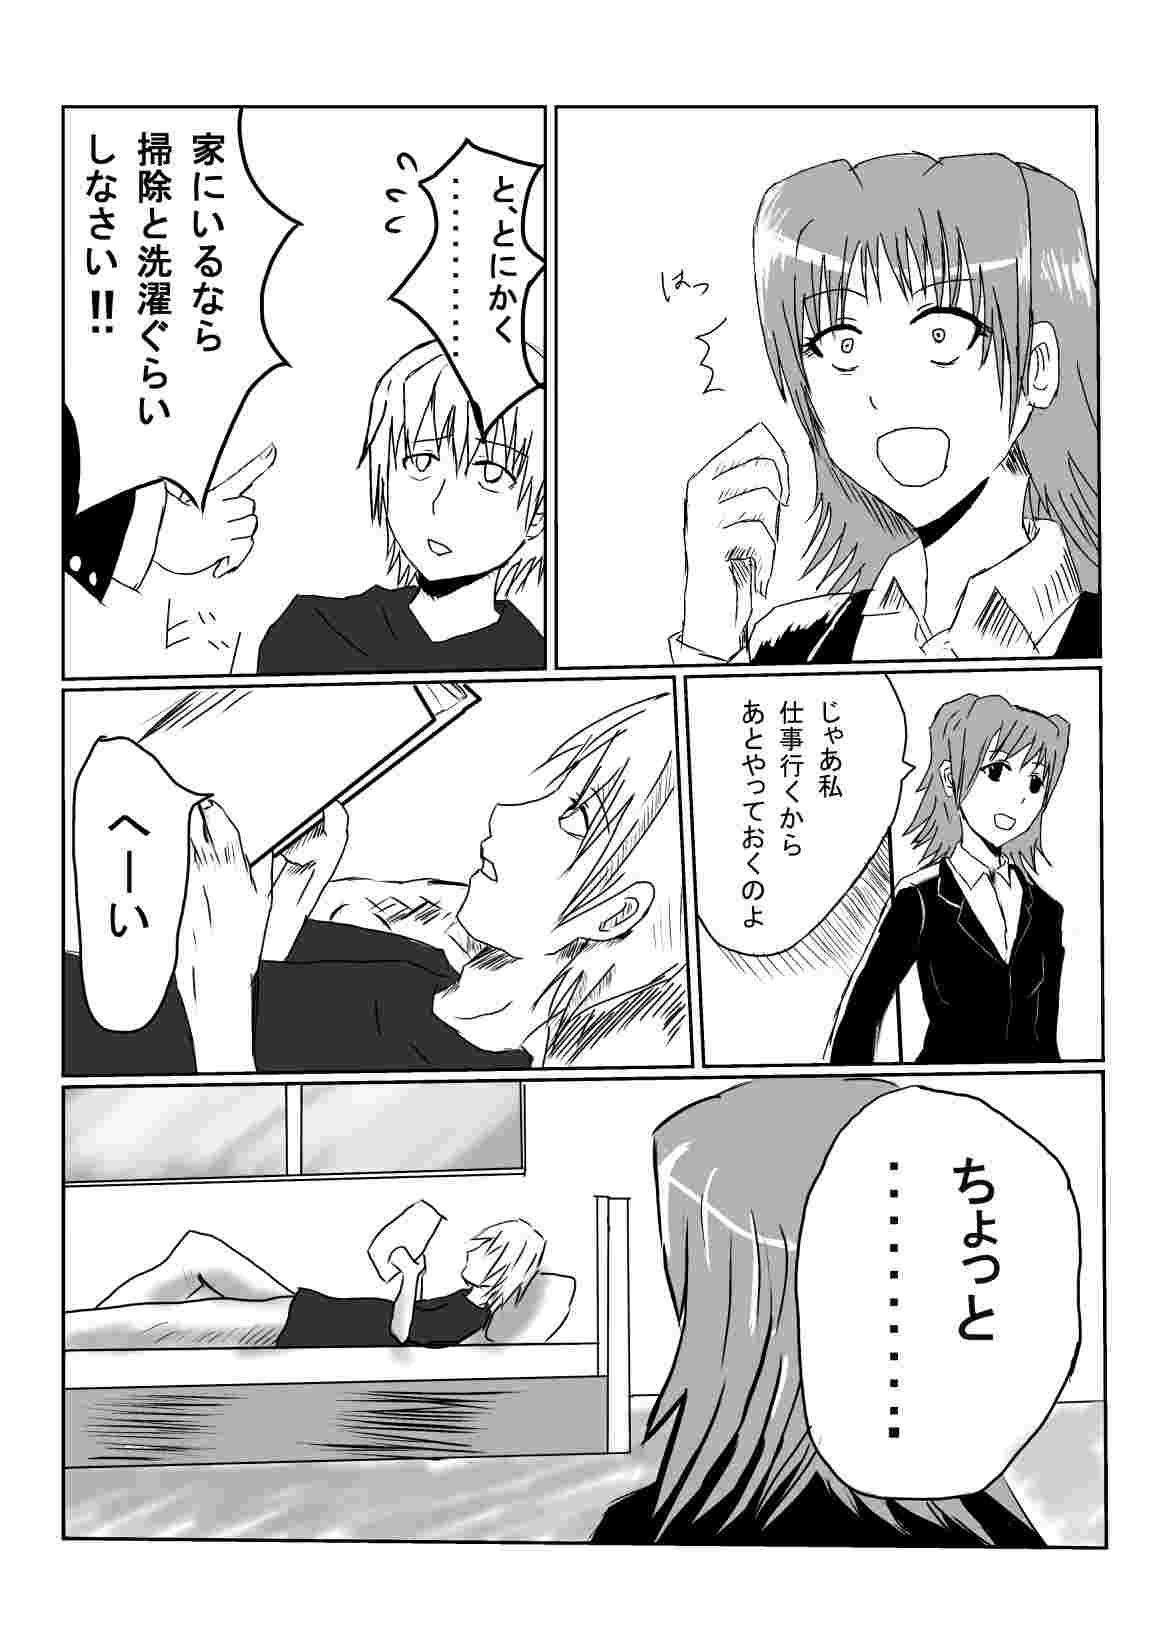 はっ
と、とにかく
・・・・・・・・・・・
家にいるなら
掃除と洗濯ぐらい
しなさい!!
ビシ
じゃあ私
仕事行くから
あとやっておくのよ
へーい
ちょっと
・・・・・・・・・・・